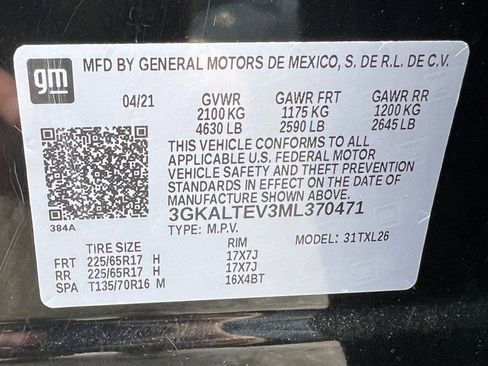 gm
MFD BY GENERAL MOTORS DE MEXICO, S. DE R.L. DE C.V.
04/21 GVWR GAWR FRT GAWR RR
2100 KG 1175 KG 1200 KG
4630 LB 2590 LB 2645 LB
THIS VEHICLE CONFORMS TO ALL
APPLICABLE U.S. FEDERAL MOTOR
VEHICLE SAFETY AND THEFT PREVENTION
STANDARDS IN EFFECT ON THE DATE OF
MANUFACTURE SHOWN ABOVE.
3GKALTEV3ML370471
384A
TYPE: M.P.V. MODEL: 31TXL26
TIRE SIZE RIM
FRT 225/65R17 H 17X7J
RR 225/65R17 H 17X7J
SPA T135/70R16 M 16X4BT